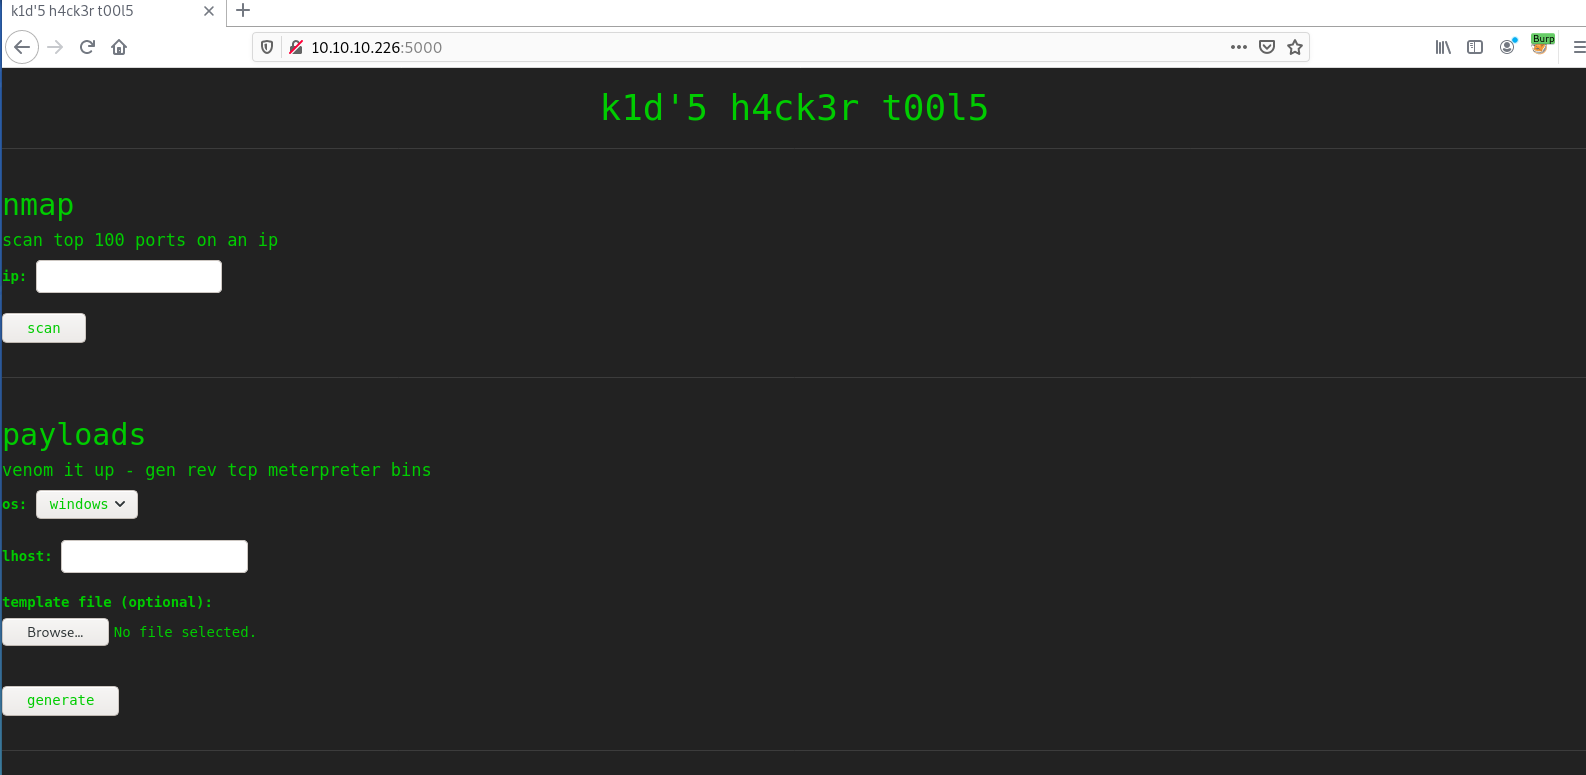 k1d'5 h4ck3r t00l5
10.10.10.226:5000
Burp
k1d'5 h4ck3r t00l5
nmap
scan top 100 ports on an ip
ip:
scan
payloads
venom it up - gen rev tcp meterpreter bins
os: windows
lhost:
template file (optional):
Browse... No file selected.
generate